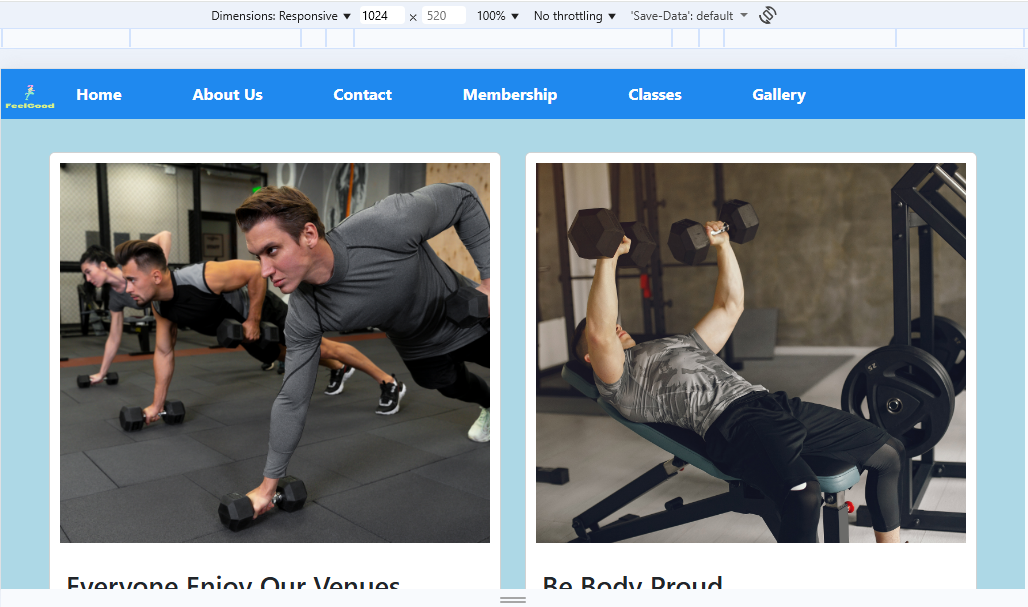 Dimensions: Responsive ▼ 1024 × 520 100% ▼ No throttling ▼ 'Save-Data': default ▼
FeelGood Home About Us Contact Membership Classes Gallery
Everyone Enjoy Our Venues Be Body Proud